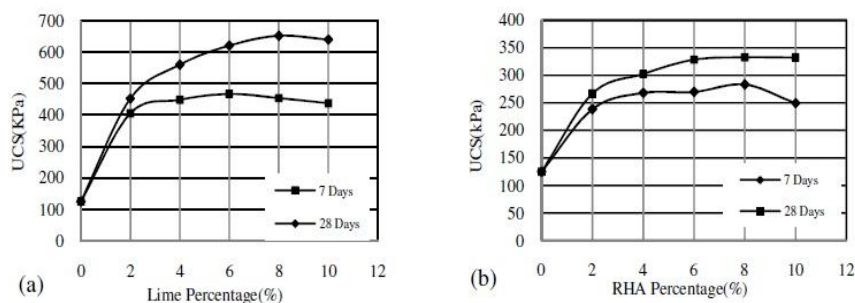 700
600
500
400
300
200
100
0
UCS(KPa)
7 Days
28 Days
0 2 4 6 8 10 12
Lime Percentage(%)
(a)
400
350
300
250
200
150
100
50
0
UCS(kPa)
7 Days
28 Days
0 2 4 6 8 10 12
RHA Percentage(%)
(b)